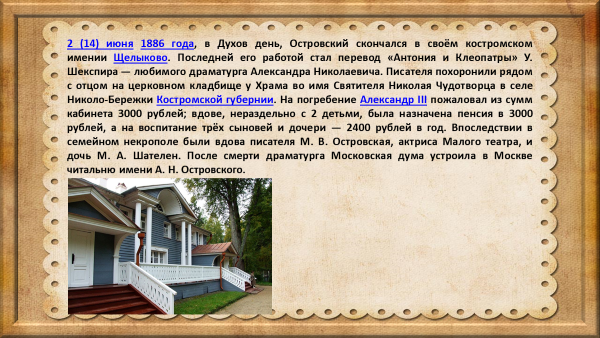 2 (14) июня 1886 года, в Духов день, Островский скончался в своём костромском
имении Щелыково. Последней его работой стал перевод «Антония и Клеопатры» У.
Шекспира — любимого драматурга Александра Николаевича. Писателя похоронили рядом
с отцом на церковном кладбище у Храма во имя Святителя Николая Чудотворца в селе
Николо-Бережки Костромской губернии. На погребение Александр III пожаловал из сумм
кабинета 3000 рублей; вдове, нераздельно с 2 детьми, была назначена пенсия в 3000
рублей, а на воспитание трёх сыновей и дочери — 2400 рублей в год. Впоследствии в
семейном некрополе были вдова писателя М. В. Островская, актриса Малого театра, и
дочь М. А. Шателен. После смерти драматурга Московская дума устроила в Москве
читальню имени А. Н. Островского.